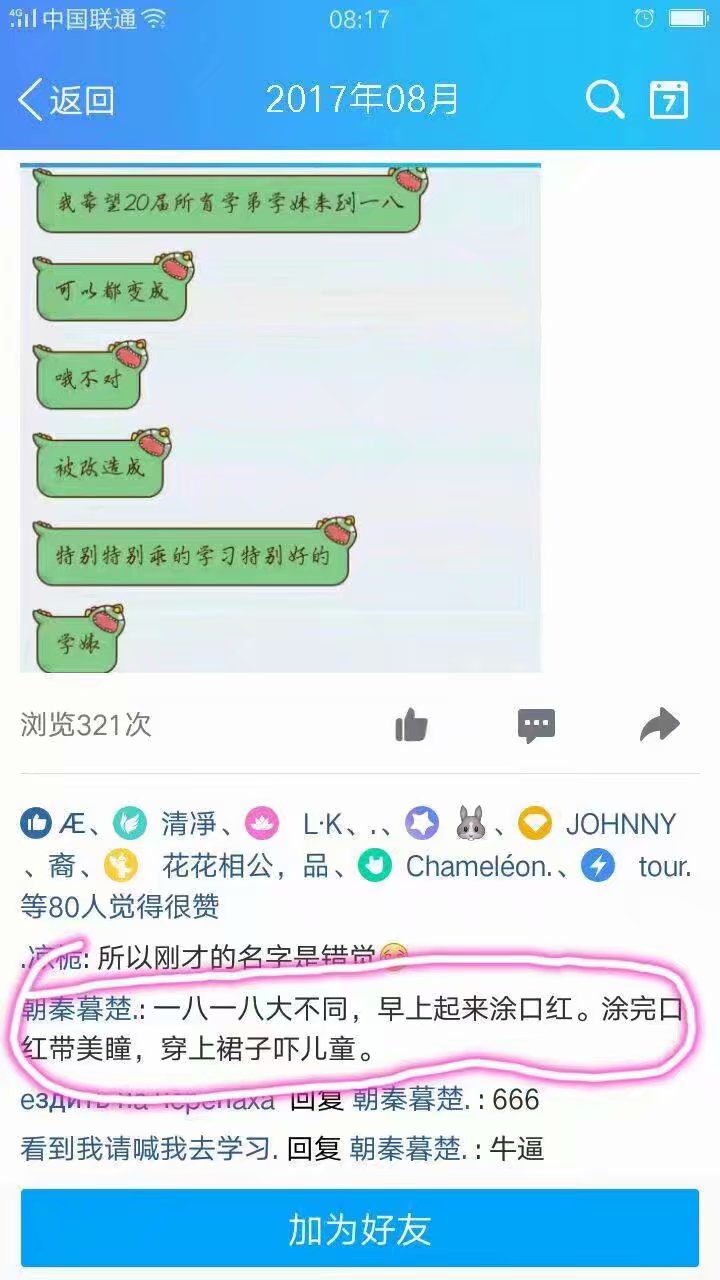 4G 中国联通 08:17
返回 2017年08月 7
我希望20届所有学弟学妹来到一八
可以都变成
哦不对
被改造成
特别特别乖的学习特别好的
学婊
浏览321次
Æ、清凈、L·K、.、、JOHNNY
、裔、花花相公，品、Chameléon.、tour.
等80人觉得很赞
.凉栀: 所以刚才的名字是错觉
朝秦暮楚.: 一八一八大不同，早上起来涂口红。涂完口
红带美瞳，穿上裙子吓儿童。
ездить на черепаха 回复 朝秦暮楚. : 666
看到我请喊我去学习. 回复 朝秦暮楚. : 牛逼
加为好友